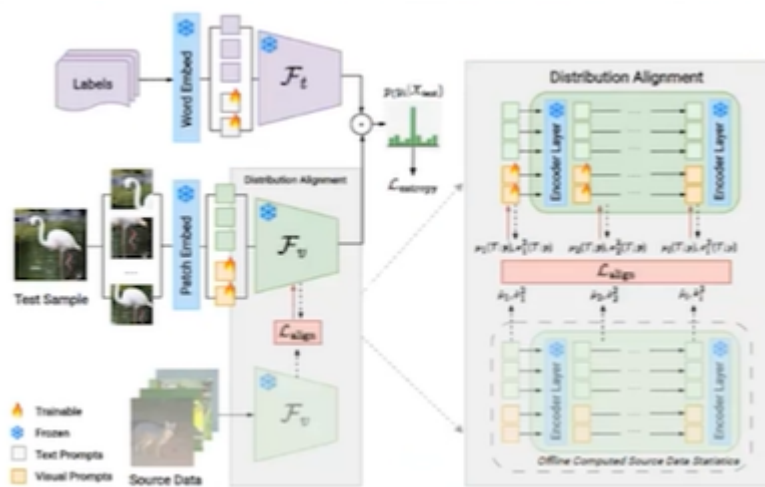 Labels
Word Embed
F_t
p(y_i|X_test)
L_entropy
Distribution Alignment
Test Sample
Patch Embed
F_v
L_align
F_v
Source Data
Trainable
Frozen
Text Prompts
Visual Prompts
Distribution Alignment
Encoder Layer
Encoder Layer
L_align
Encoder Layer
Encoder Layer
Offline Computed Source Data Statistics